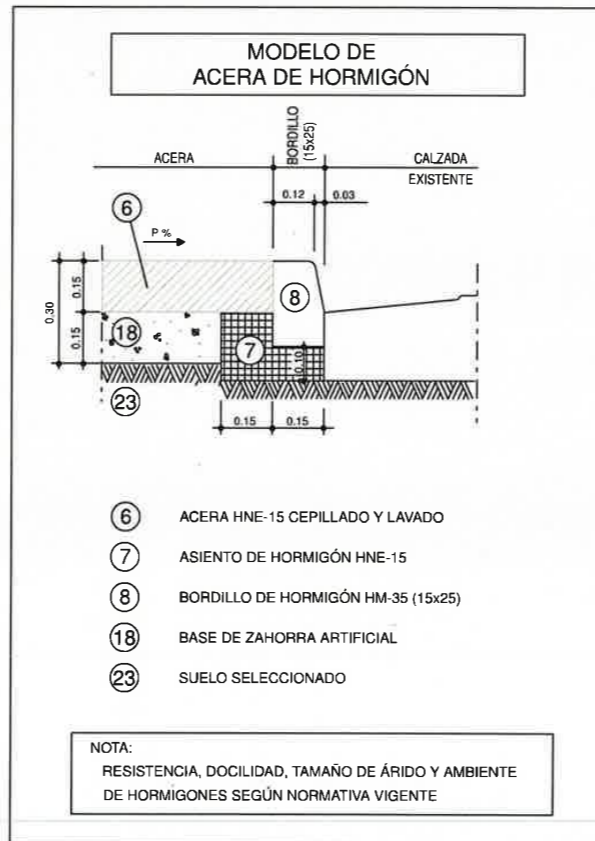 MODELO DE
ACERA DE HORMIGÓN
ACERA
BORDILLO
(15x25)
CALZADA
EXISTENTE
0.12
0.03
6
P %
8
0.30
0.15
0.15
18
7
0.10
23
0.15
0.15
6 ACERA HNE-15 CEPILLADO Y LAVADO
7 ASIENTO DE HORMIGÓN HNE-15
8 BORDILLO DE HORMIGÓN HM-35 (15x25)
18 BASE DE ZAHORRA ARTIFICIAL
23 SUELO SELECCIONADO
NOTA:
RESISTENCIA, DOCILIDAD, TAMAÑO DE ÁRIDO Y AMBIENTE
DE HORMIGONES SEGÚN NORMATIVA VIGENTE